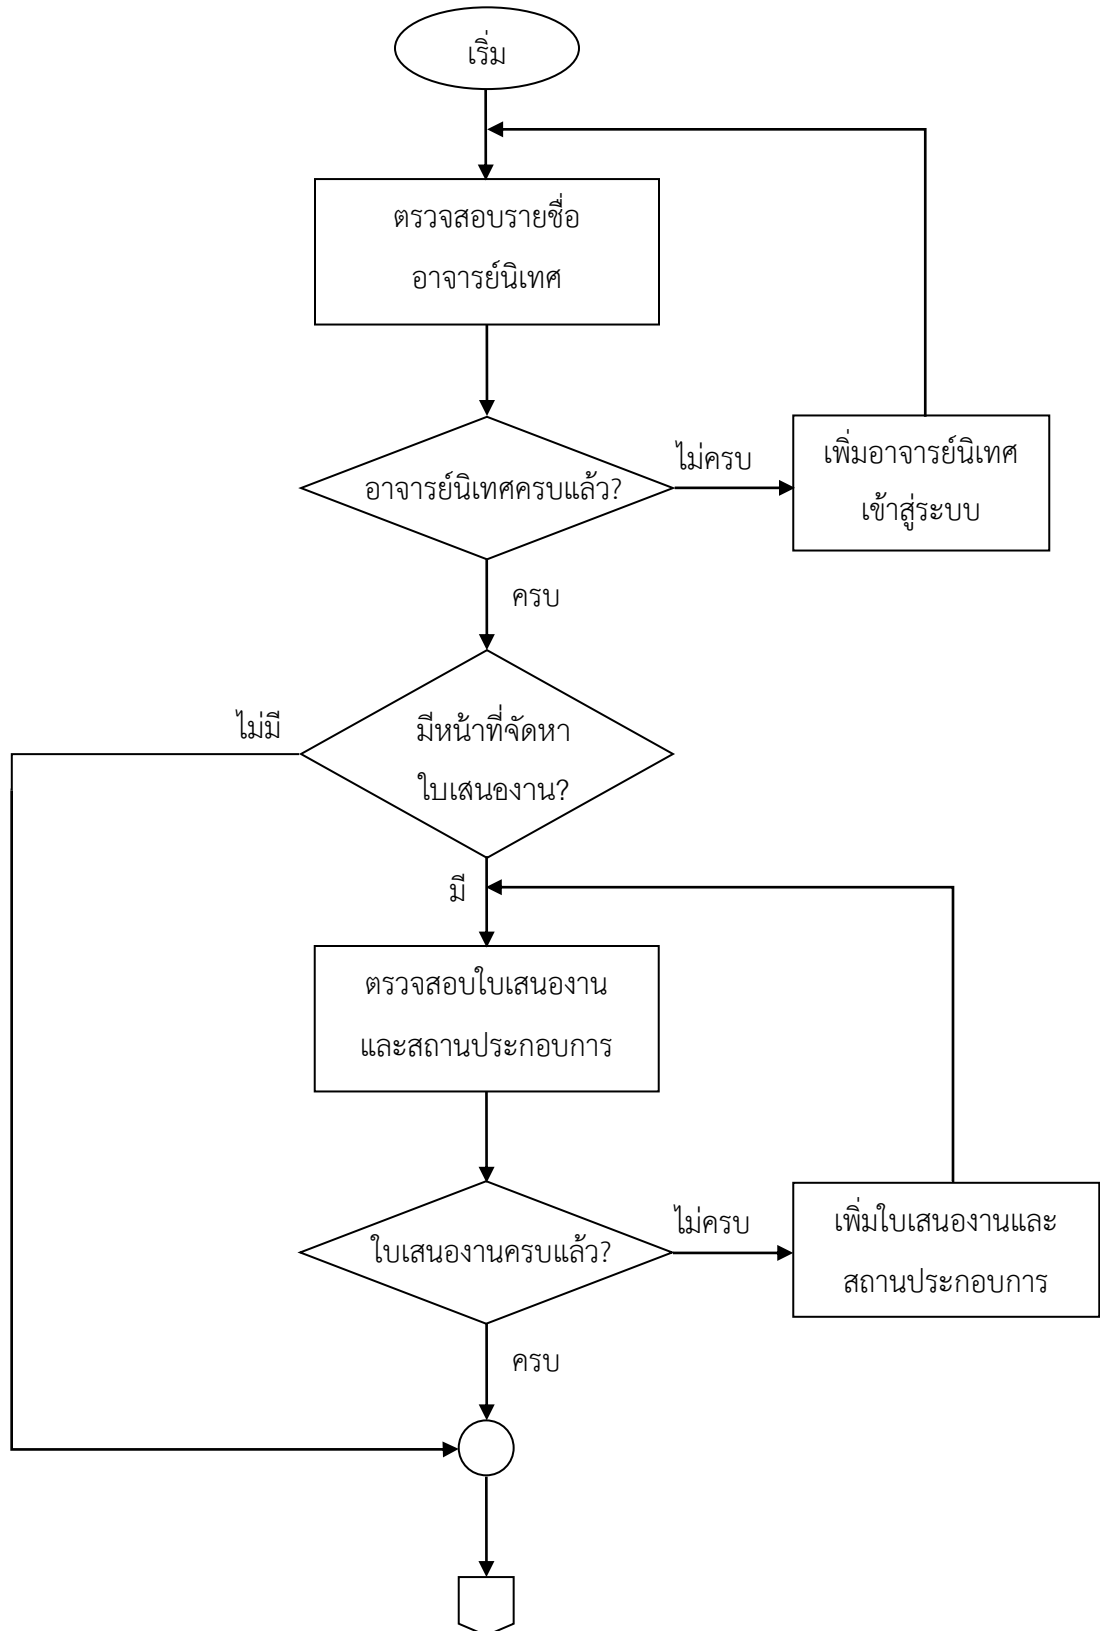 เริ่ม
ตรวจสอบรายชื่อ
อาจารย์นิเทศ
อาจารย์นิเทศครบแล้ว?
ไม่ครบ
เพิ่มอาจารย์นิเทศ
เข้าสู่ระบบ
ครบ
มีหน้าที่จัดหา
ใบเสนองาน?
ไม่มี
มี
ตรวจสอบใบเสนองาน
และสถานประกอบการ
ใบเสนองานครบแล้ว?
ไม่ครบ
เพิ่มใบเสนองานและ
สถานประกอบการ
ครบ